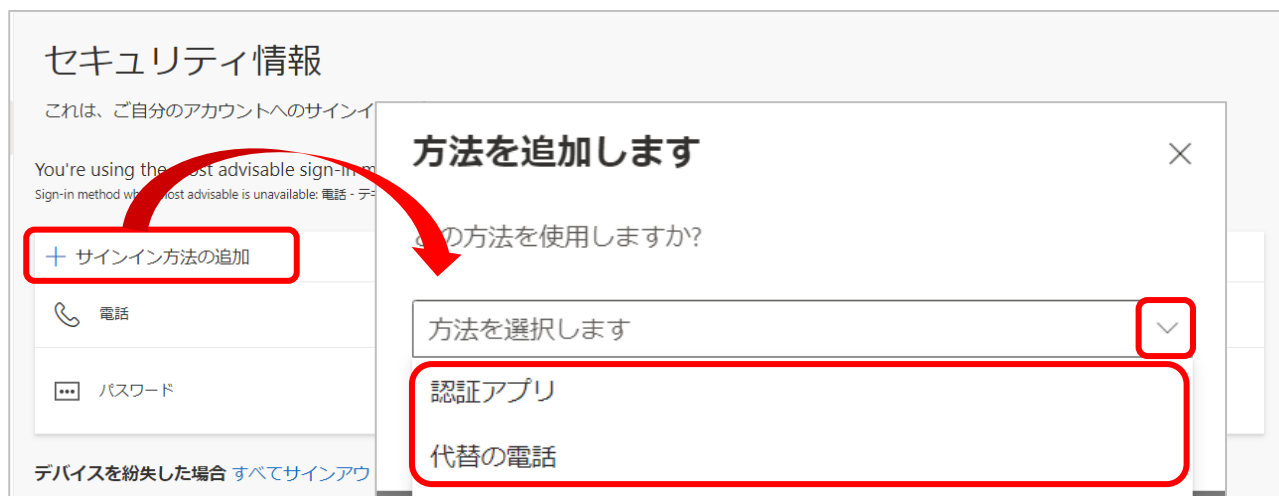 セキュリティ情報
これは、ご自分のアカウントへのサインイ
You're using the most advisable sign-in m
Sign-in method most advisable is unavailable: 電話 - テキ
サインイン方法の追加
電話
パスワード
デバイスを紛失した場合 すべてサインアウ
方法を追加します
の方法を使用しますか?
方法を選択します
認証アプリ
代替の電話